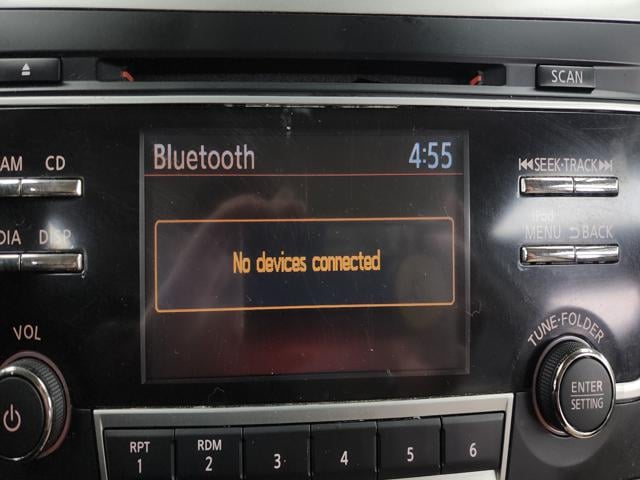 SCAN
AM CD
Bluetooth 4:55
SEEK·TRACK
DIA DISP
iPod
MENU BACK
No devices connected
VOL
TUNE·FOLDER
ENTER
SETTING
RPT
1
RDM
2
3
4
5
6